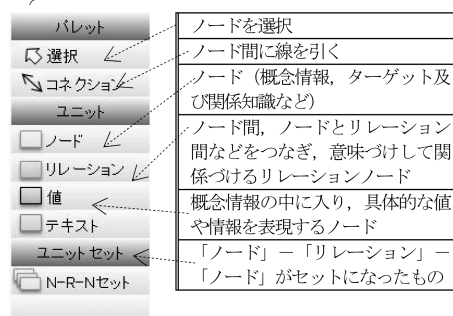 パレット
選択
コネクション
ユニット
ノード
リレーション
値
テキスト
ユニットセット
N-R-Nセット
ノードを選択
ノード間に線を引く
ノード（概念情報，ターゲット及
び関係知識など）
ノード間，ノードとリレーション
間などをつなぎ，意味づけして関
係づけるリレーションノード
概念情報の中に入り，具体的な値
や情報を表現するノード
「ノード」－「リレーション」－
「ノード」がセットになったもの